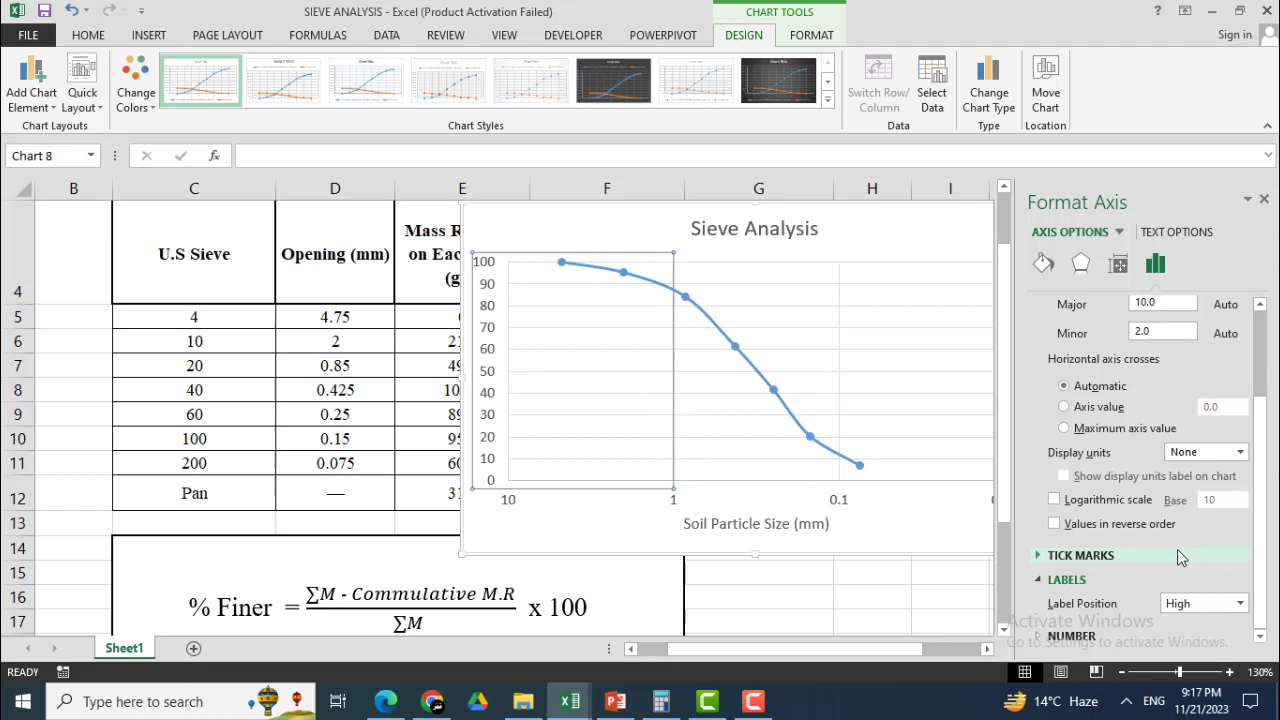 SIEVE ANALYSIS - Excel (Product Activation Failed)
CHART TOOLS
?
FILE HOME INSERT PAGE LAYOUT FORMULAS DATA REVIEW VIEW DEVELOPER POWERPIVOT DESIGN FORMAT Sign in
Add Chart Element
Quick Layout
Change Colors
Switch Row/ Column
Select Data
Change Chart Type
Move Chart
Chart Layouts
Chart Styles
Data
Type
Location
Chart 8
fx
B C D E F G H I
4
U.S Sieve
Opening (mm)
Mass R
on Eac
(g
5 4 4.75
6 10 2 21
7 20 0.85 49
8 40 0.425 10
9 60 0.25 89
10 100 0.15 95
11 200 0.075 60
12 Pan — 31
13
14
15
16
17
% Finer = ∑M - Commulative M.R / ∑M x 100
Sieve Analysis
100
90
80
70
60
50
40
30
20
10
0
10 1 0.1
Soil Particle Size (mm)
Format Axis
AXIS OPTIONS TEXT OPTIONS
Major 10.0 Auto
Minor 2.0 Auto
Horizontal axis crosses
Automatic
Axis value 0.0
Maximum axis value
Display units None
Show display units label on chart
Logarithmic scale Base 10
Values in reverse order
TICK MARKS
LABELS
Label Position High
NUMBER
Activate Windows
Go to Settings to activate Windows.
Sheet1
READY
130%
Type here to search
14°C Haze
ENG
9:17 PM
11/21/2023